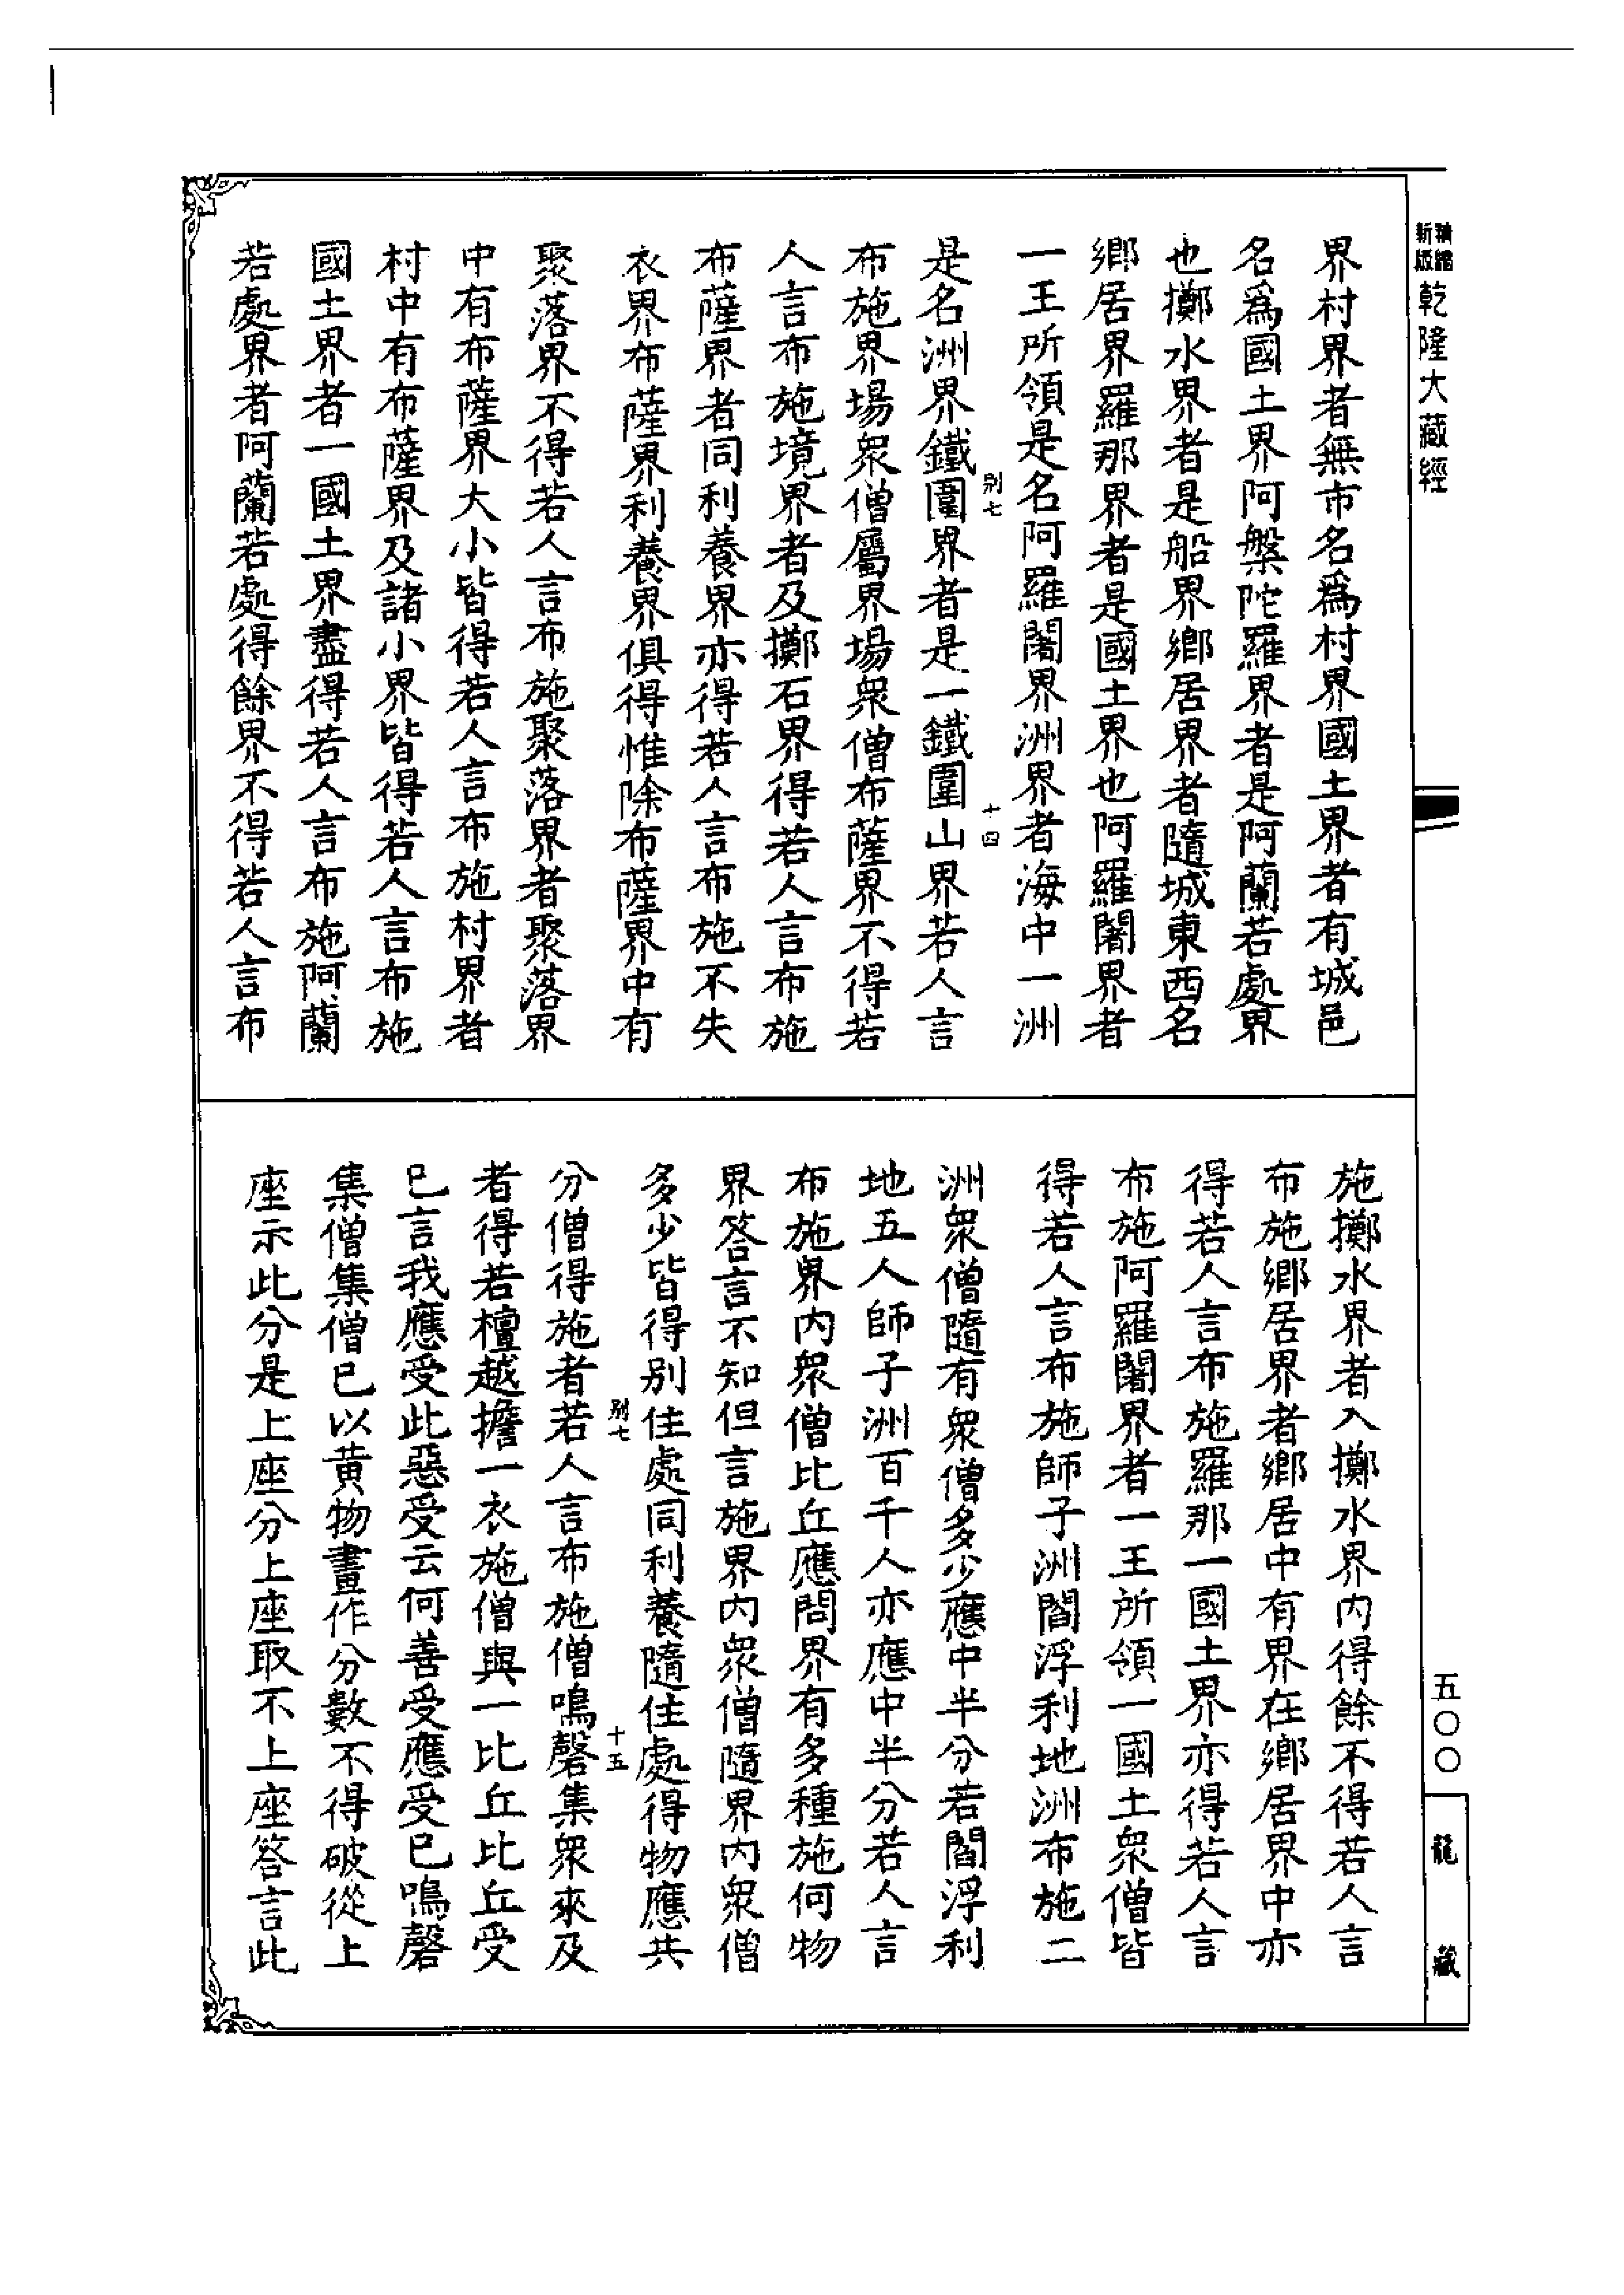 新版
精縮
乾隆大藏經
界村界者無市名爲村界國土界者有城邑
名爲國土界阿槃陀羅界者是阿蘭若處界
也擲水界者是船界鄉居界者隨城東西名
鄉居界羅那界者是國土界也阿羅闍界者
一王所領是名阿羅闍界洲界者海中一洲
別七
十四
是名洲界鐵圍界者是一鐵圍山界若人言
布施界場眾僧屬界場眾僧布薩界不得若
人言布施境界者及擲石界得若人言布施
布薩界者同利養界亦得若人言布施不失
衣界布薩界利養界俱得惟除布薩界中有
聚落界不得若人言布施聚落界者聚落界
中有布薩界大小皆得若人言布施村界者
村中有布薩界及諸小界皆得若人言布施
國土界者一國土界盡得若人言布施阿蘭
若處界者阿蘭若處得餘界不得若人言布
施擲水界者入擲水界內得餘不得若人言
布施鄉居界者鄉居中有界在鄉居界中亦
得若人言布施羅那一國土界亦得若人言
布施阿羅闍界者一王所領一國土眾僧皆
得若人言布施師子洲閻浮利地洲布施二
洲眾僧隨有眾僧多少應中半分若閻浮利
地五人師子洲百千人亦應中半分若人言
布施界內眾僧比丘應問界有多種施何物
界答言不知但言施界內眾僧隨界內眾僧
多少皆得別住處同利養隨住處得物應共
別七
十五
分僧得施者若人言布施僧鳴磬集眾來及
者得若檀越擔一衣施僧與一比丘比丘受
已言我應受此惡受云何善受應受已鳴磬
集僧集僧已以黃物畫作分數不得破從上
座示此分是上座分上座取不上座答言此
五〇〇
龍藏